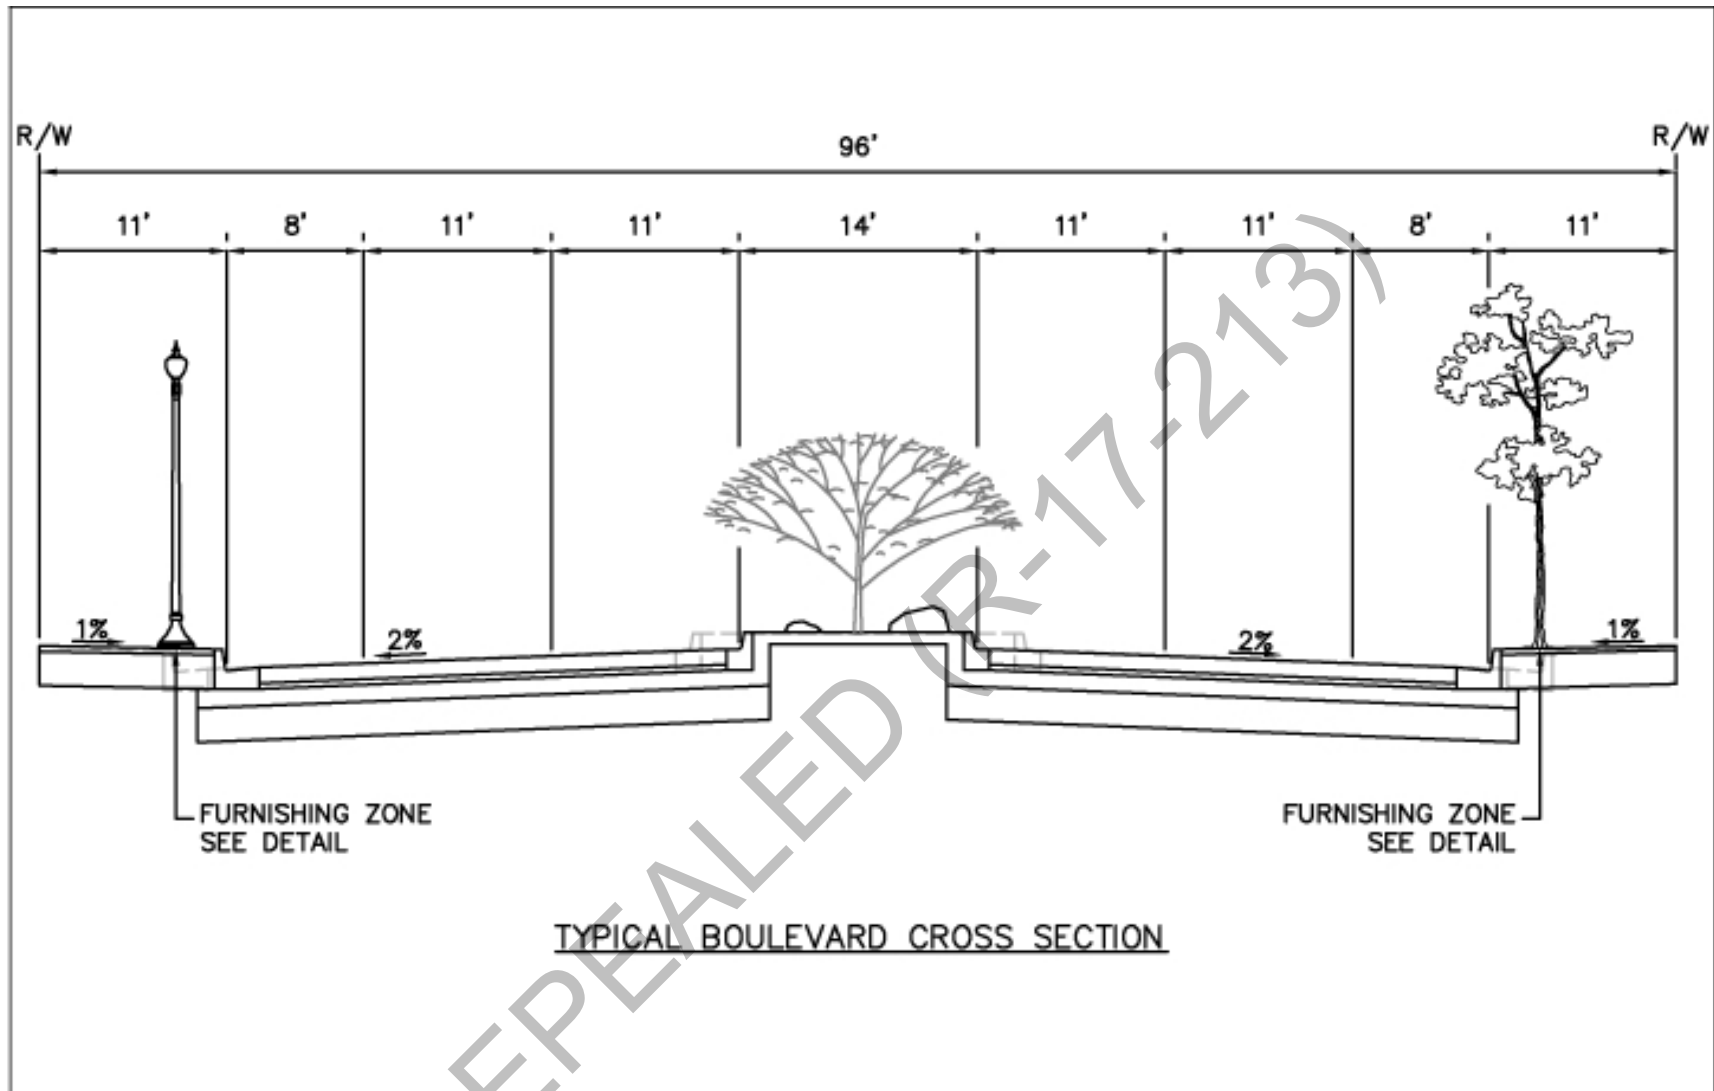 R/W
R/W
96'
11'
8'
11'
11'
14'
11'
11'
8'
11'
1%
2%
2%
1%
FURNISHING ZONE
SEE DETAIL
FURNISHING ZONE
SEE DETAIL
TYPICAL BOULEVARD CROSS SECTION
EPEALED (R-17-213)